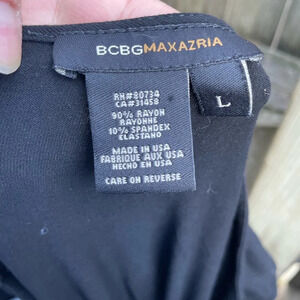 BCBGMAXAZRIA
L
RN#80734
CA#31458
90% RAYON
RAYONNE
10% SPANDEX
ELASTANO
MADE IN USA
FABRIQUE AUX USA
HECHO EN USA
CARE ON REVERSE